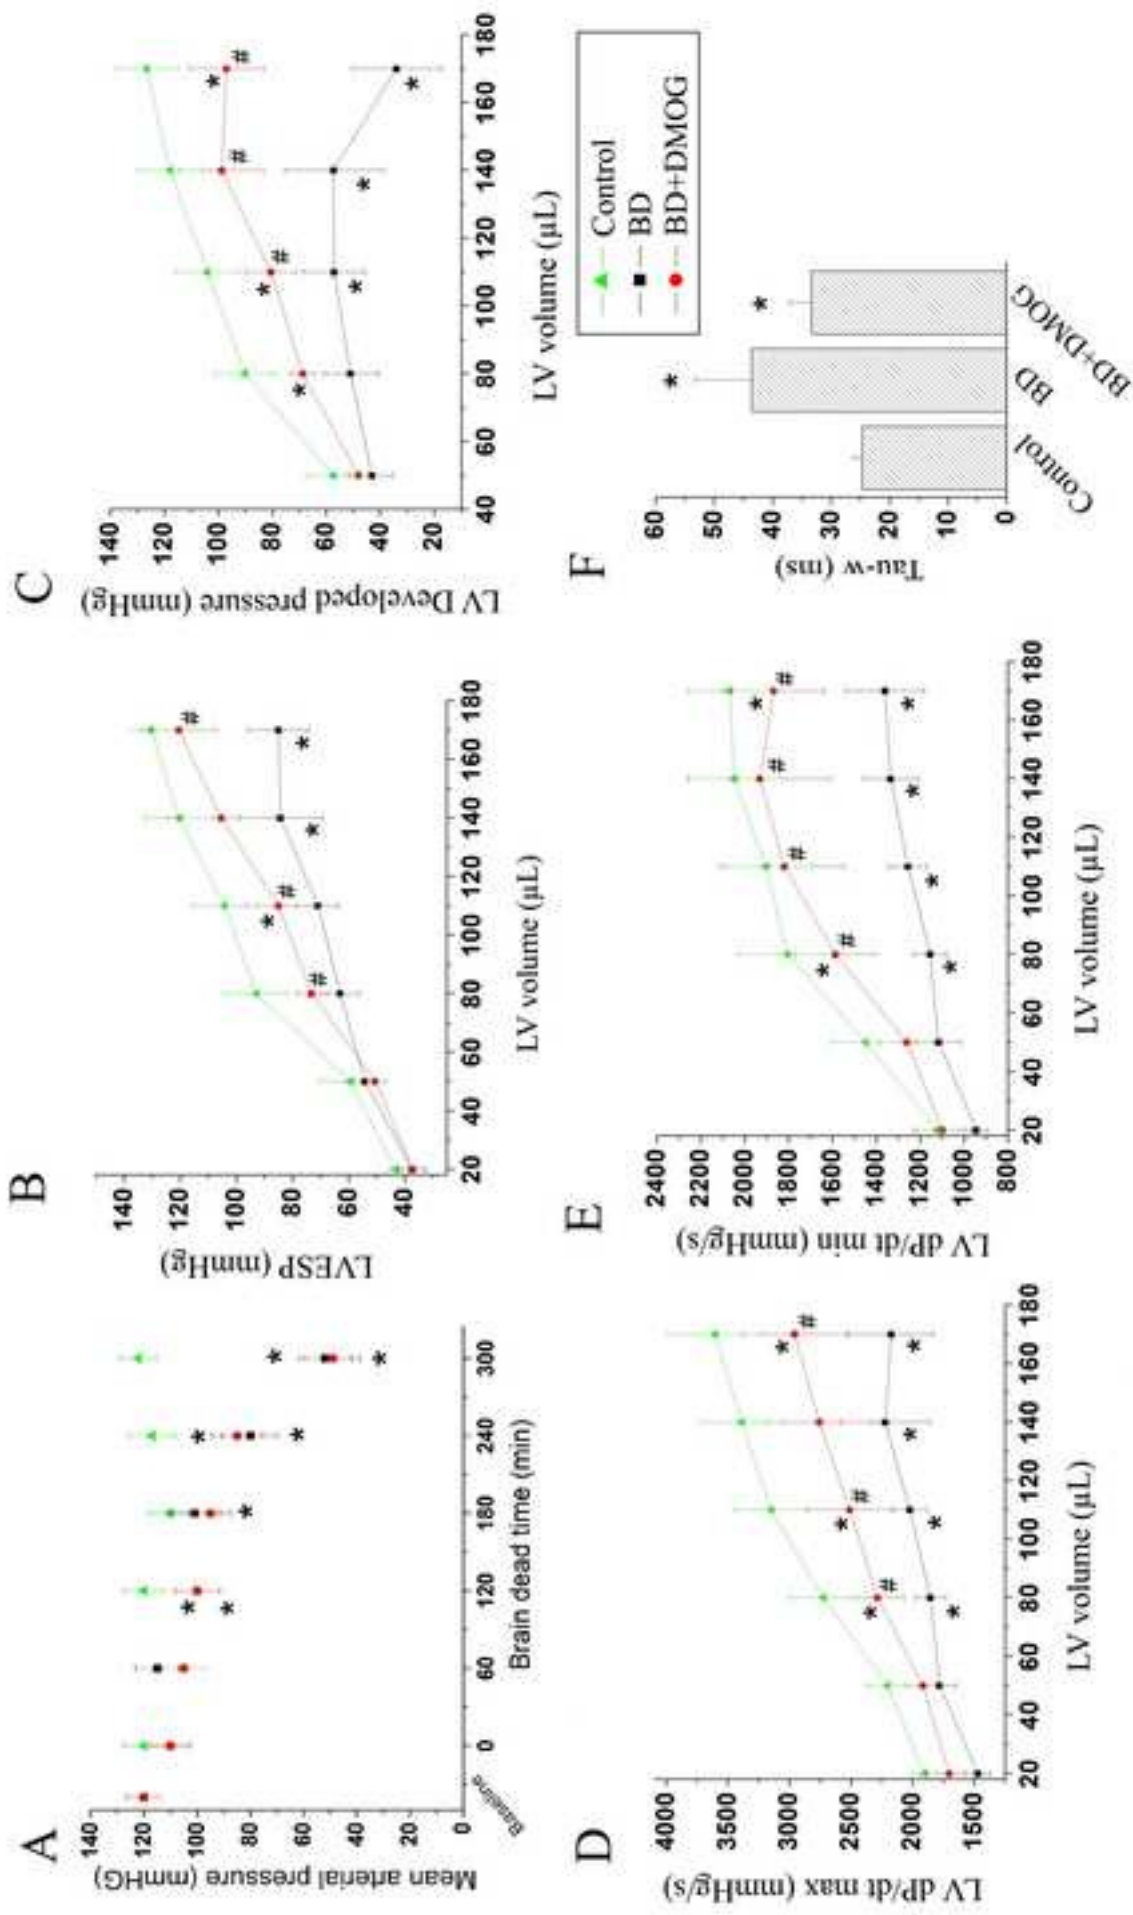 A
Mean arterial pressure (mmHG)
140
120
100
80
60
40
20
0
Baseline
0
60
120
180
240
300
Brain dead time (min)
* * * * * * *
B
LVESP (mmHg)
140
120
100
80
60
40
20
40
60
80
100
120
140
160
180
LV volume (µL)
# * # * # *
C
LV Developed pressure (mmHg)
140
120
100
80
60
40
20
40
60
80
100
120
140
160
180
LV volume (µL)
* * # * # * * # *
D
LV dP/dt max (mmHg/s)
4000
3500
3000
2500
2000
1500
20
40
60
80
100
120
140
160
180
LV volume (µL)
* # * * # * * * # *
E
LV dP/dt min (mmHg/s)
2400
2200
2000
1800
1600
1400
1200
1000
800
20
40
60
80
100
120
140
160
180
LV volume (µL)
* # * # * # * * # *
F
Tau-w (ms)
60
50
40
30
20
10
0
Control
BD
BD+DMOG
* *
Control
BD
BD+DMOG